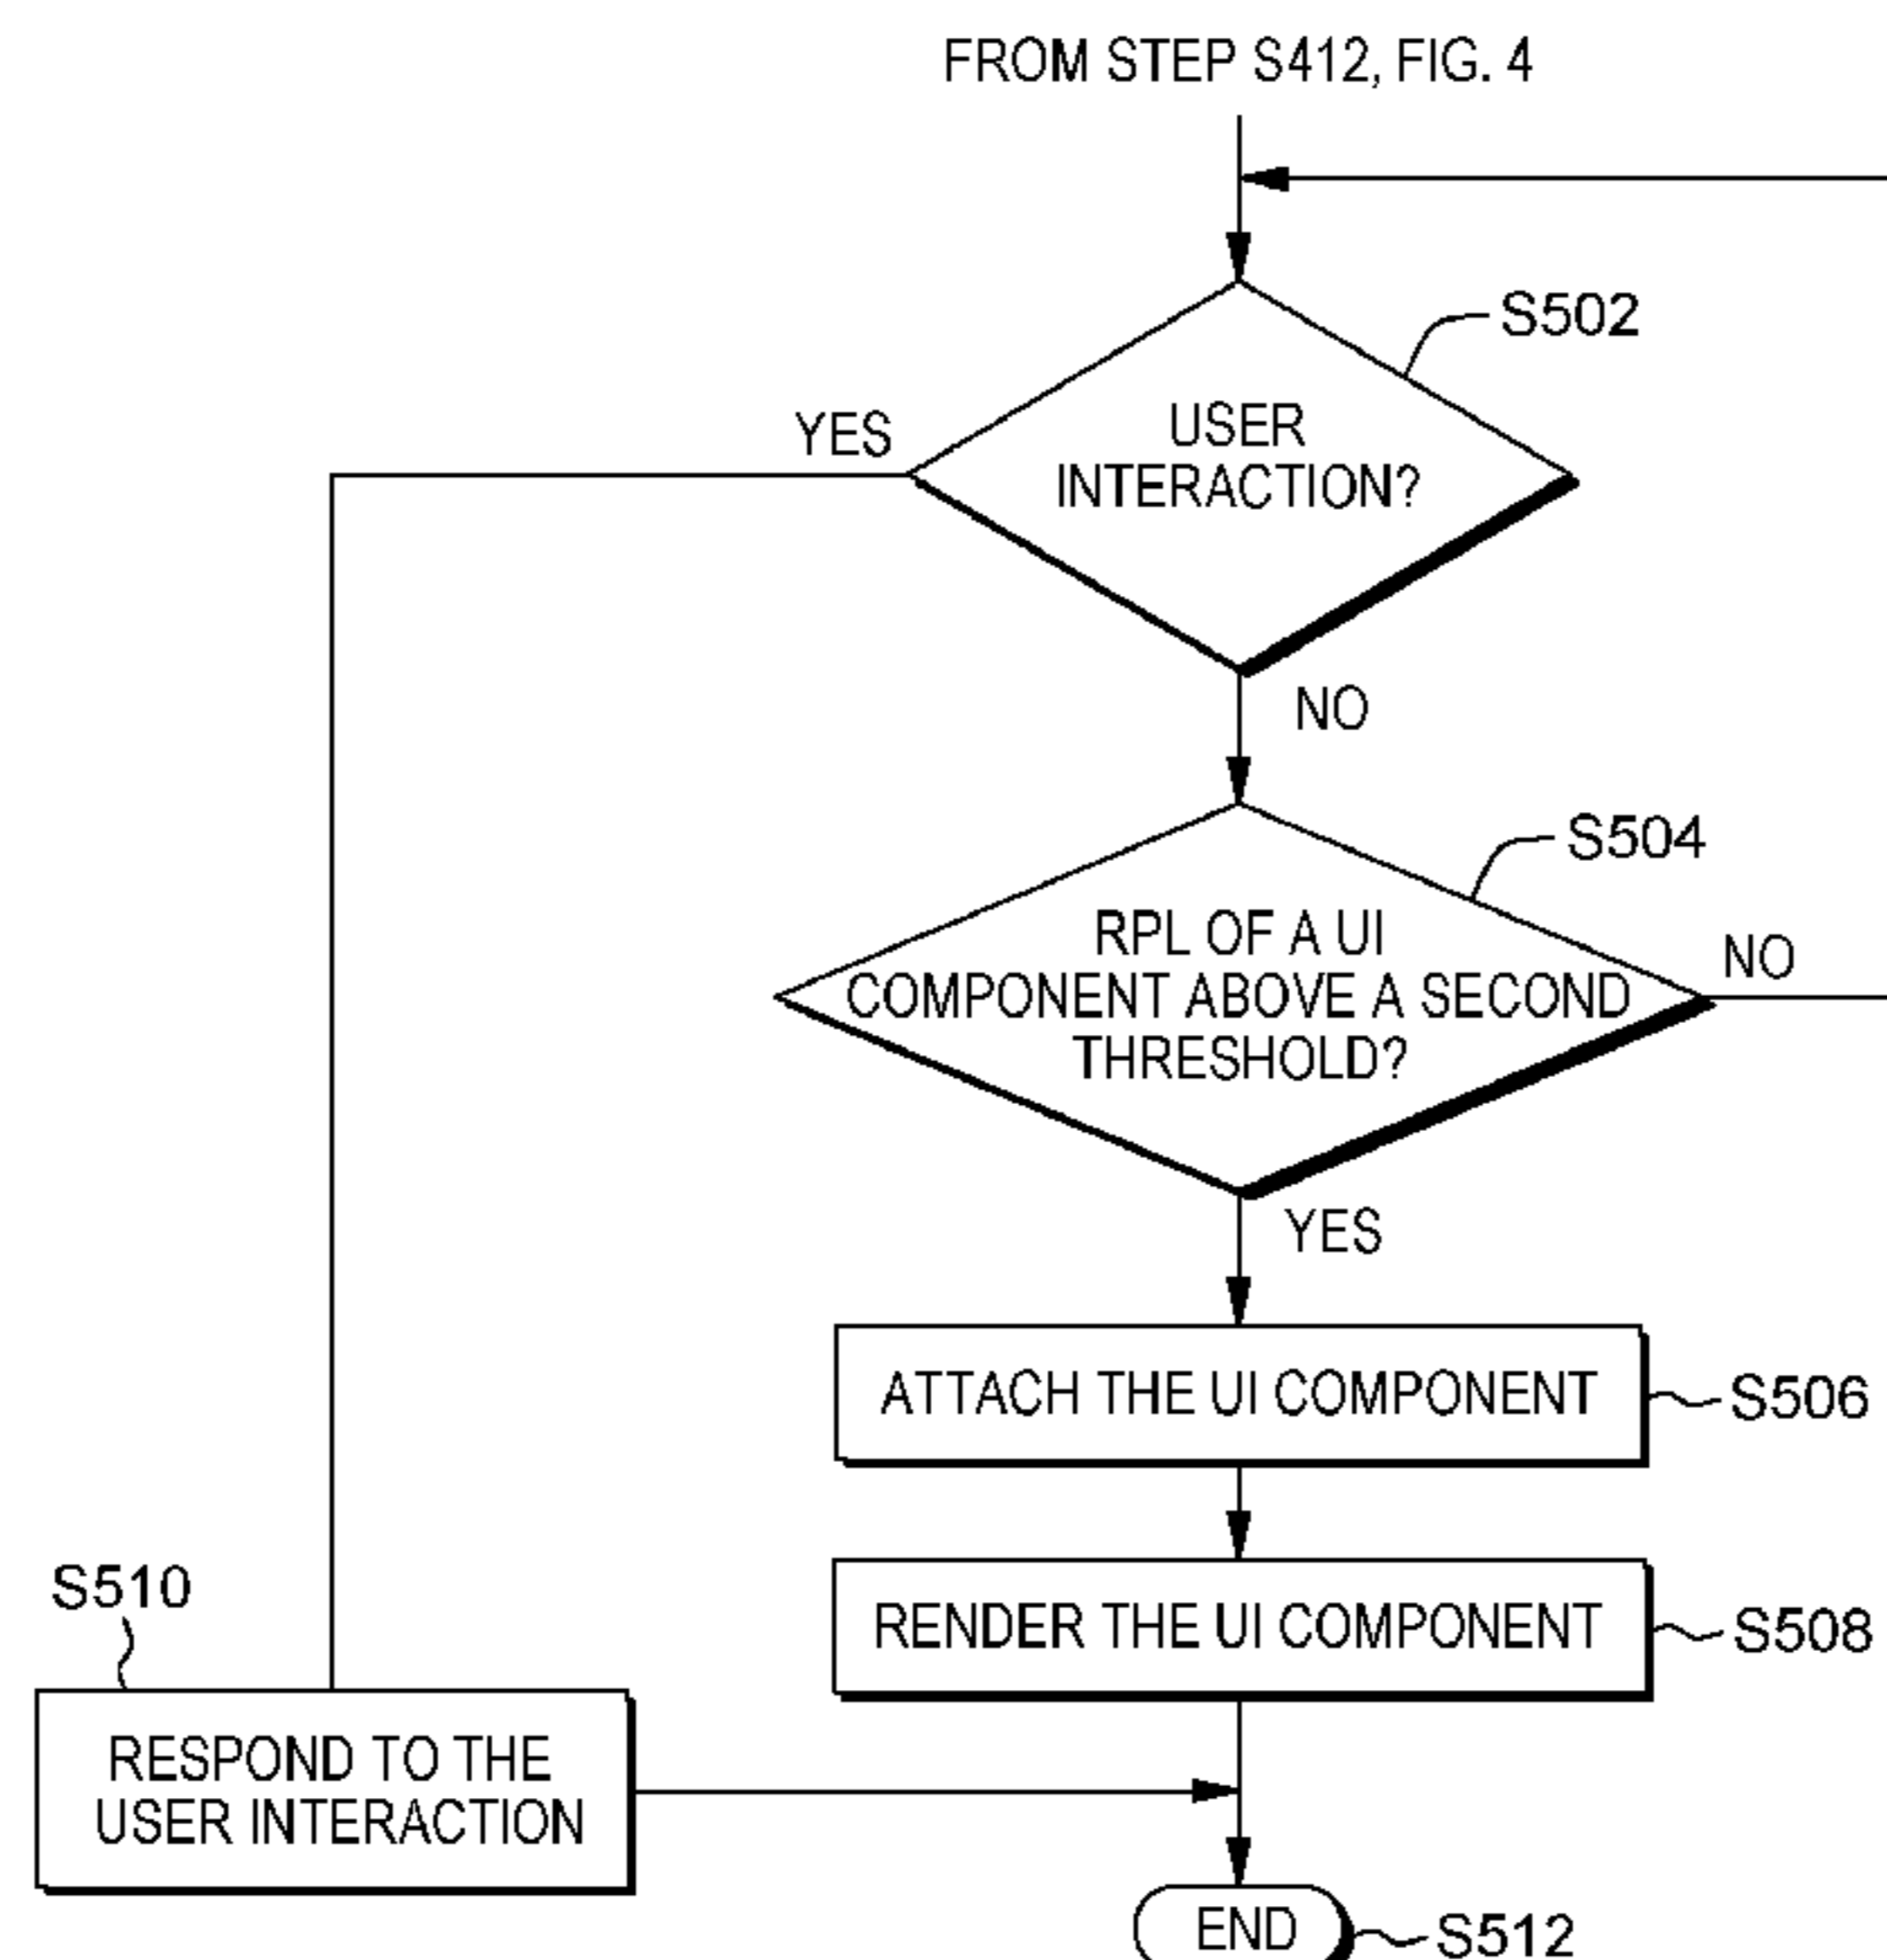 FROM STEP S412, FIG. 4
S502
YES
USER
INTERACTION?
NO
S504
RPL OF A UI
COMPONENT ABOVE A SECOND
THRESHOLD?
NO
YES
ATTACH THE UI COMPONENT
S506
RENDER THE UI COMPONENT
S508
S510
RESPOND TO THE
USER INTERACTION
END
S512